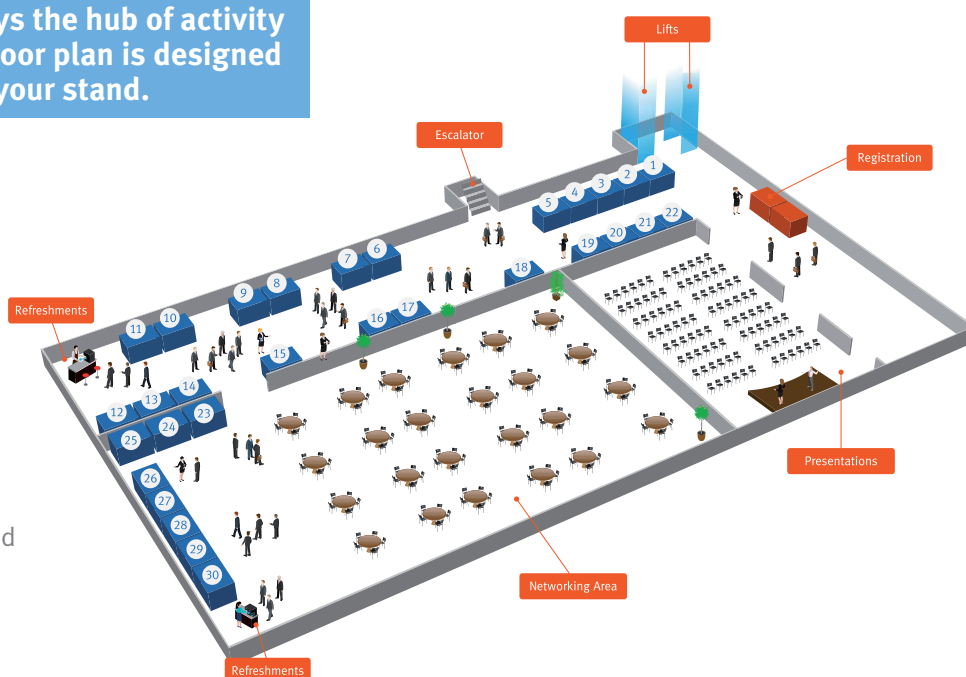 ys the hub of activity
oor plan is designed
your stand.
Lifts
Escalator
Registration
1
2
3
4
5
22
21
20
19
6
7
18
8
9
17
16
Refreshments
10
11
15
14
13
12
23
24
25
Presentations
26
27
28
29
30
d
Networking Area
Refreshments